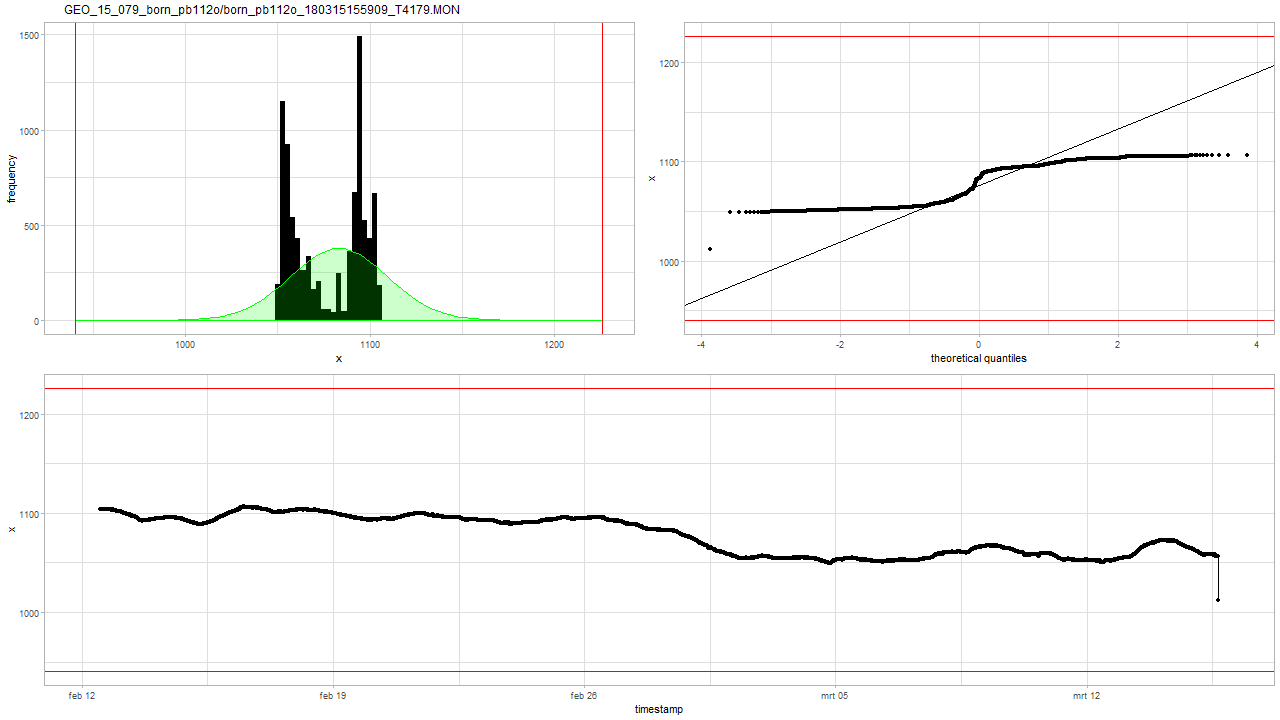 GEO_15_079_born_pb112o/born_pb112o_180315155909_T4179.MON
frequency
1500
1000
500
0
1000
1100
1200
x
x
1200
1100
1000
-4
-2
0
2
4
theoretical quantiles
x
1200
1100
1000
feb 12
feb 19
feb 26
mrt 05
mrt 12
timestamp